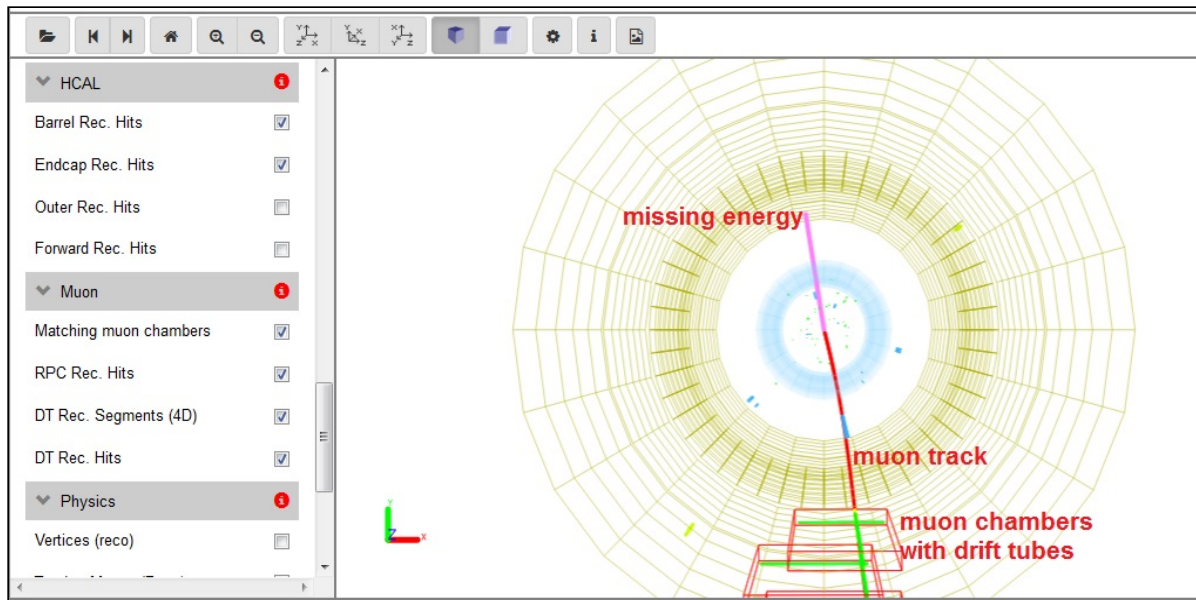 HCAL
Barrel Rec. Hits
Endcap Rec. Hits
Outer Rec. Hits
Forward Rec. Hits
Muon
Matching muon chambers
RPC Rec. Hits
DT Rec. Segments (4D)
DT Rec. Hits
Physics
Vertices (reco)
missing energy
muon track
muon chambers
with drift tubes
Y
Z
X